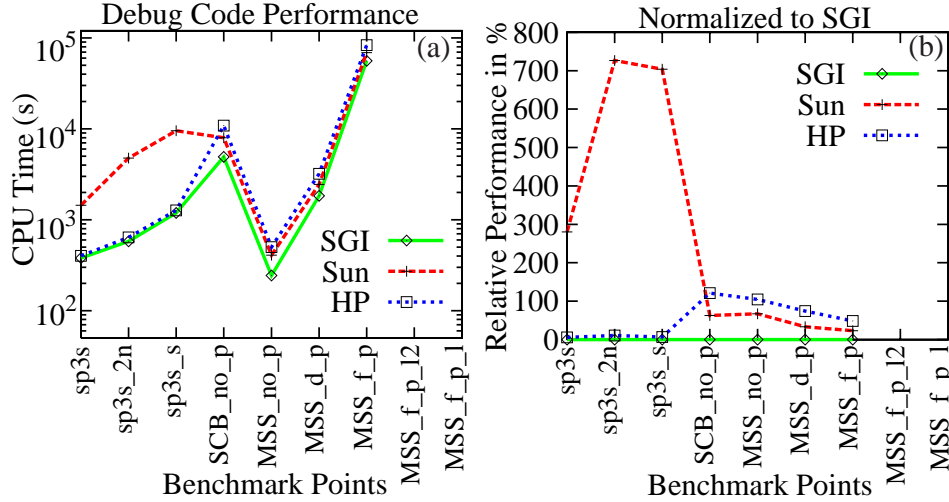 Debug Code Performance
(a)
CPU Time (s)
10^5
10^4
10^3
10^2
SGI
Sun
HP
sp3s
sp3s_2n
sp3s_s
SCB_no_p
MSS_no_p
MSS_d_p
MSS_f_p
MSS_f_p_12
MSS_f_p_1
Benchmark Points
Normalized to SGI
(b)
Relative Performance in %
800
700
600
500
400
300
200
100
0
SGI
Sun
HP
sp3s
sp3s_2n
sp3s_s
SCB_no_p
MSS_no_p
MSS_d_p
MSS_f_p
MSS_f_p_12
MSS_f_p_1
Benchmark Points